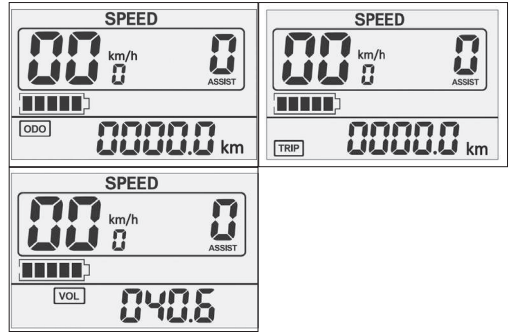 SPEED
00 km/h 0 0
ASSIST
ODO
0000.0 km
SPEED
00 km/h 0 0
ASSIST
TRIP 0000.0 km
SPEED
00 km/h 0 0
ASSIST
VOL 040.6